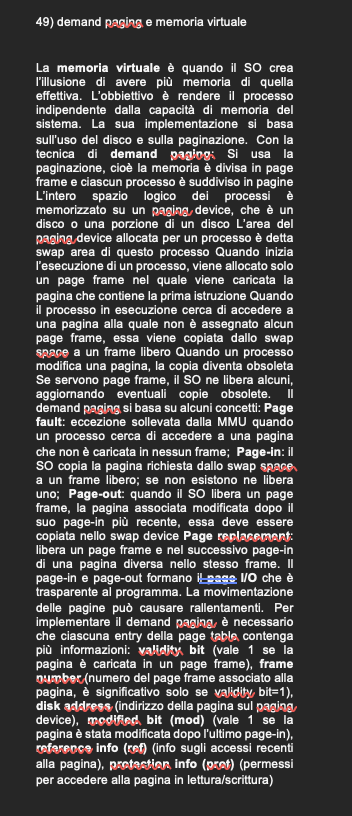 49) demand paging e memoria virtuale
La memoria virtuale è quando il SO crea
l'illusione di avere più memoria di quella
effettiva. L'obbiettivo è rendere il processo
indipendente dalla capacità di memoria del
sistema. La sua implementazione si basa
sull'uso del disco e sulla paginazione. Con la
tecnica di demand paging: Si usa la
paginazione, cioè la memoria è divisa in page
frame e ciascun processo è suddiviso in pagine
L'intero spazio logico dei processi è
memorizzato su un paging device, che è un
disco o una porzione di un disco L'area del
paging device allocata per un processo è detta
swap area di questo processo Quando inizia
l'esecuzione di un processo, viene allocato solo
un page frame nel quale viene caricata la
pagina che contiene la prima istruzione Quando
il processo in esecuzione cerca di accedere a
una pagina alla quale non è assegnato alcun
page frame, essa viene copiata dallo swap
space a un frame libero Quando un processo
modifica una pagina, la copia diventa obsoleta
Se servono page frame, il SO ne libera alcuni,
aggiornando eventuali copie obsolete. Il
demand paging si basa su alcuni concetti: Page
fault: eccezione sollevata dalla MMU quando
un processo cerca di accedere a una pagina
che non è caricata in nessun frame; Page-in: il
SO copia la pagina richiesta dallo swap space
a un frame libero; se non esistono ne libera
uno; Page-out: quando il SO libera un page
frame, la pagina associata modificata dopo il
suo page-in più recente, essa deve essere
copiata nello swap device Page replacement:
libera un page frame e nel successivo page-in
di una pagina diversa nello stesso frame. Il
page-in e page-out formano il page I/O che è
trasparente al programma. La movimentazione
delle pagine può causare rallentamenti. Per
implementare il demand paging, è necessario
che ciascuna entry della page table contenga
più informazioni: validity bit (vale 1 se la
pagina è caricata in un page frame), frame
number (numero del page frame associato alla
pagina, è significativo solo se validity bit=1),
disk address (indirizzo della pagina sul paging
device), modified bit (mod) (vale 1 se la
pagina è stata modificata dopo l'ultimo page-in),
reference info (ref) (info sugli accessi recenti
alla pagina), protection info (prot) (permessi
per accedere alla pagina in lettura/scrittura)